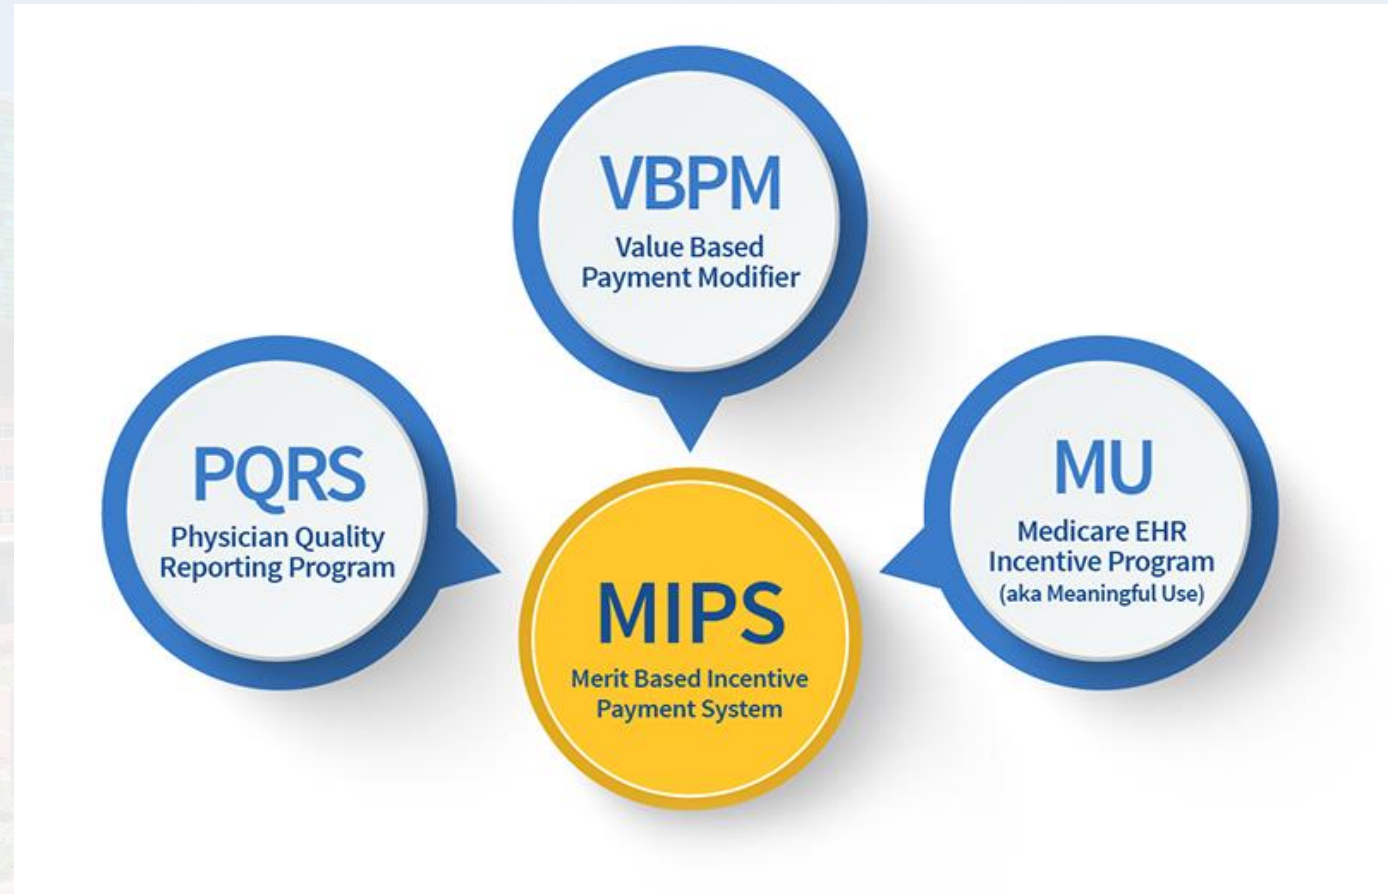 VBPM
Value Based
Payment Modifier
PQRS
Physician Quality
Reporting Program
MU
Medicare EHR
Incentive Program
(aka Meaningful Use)
MIPS
Merit Based Incentive
Payment System